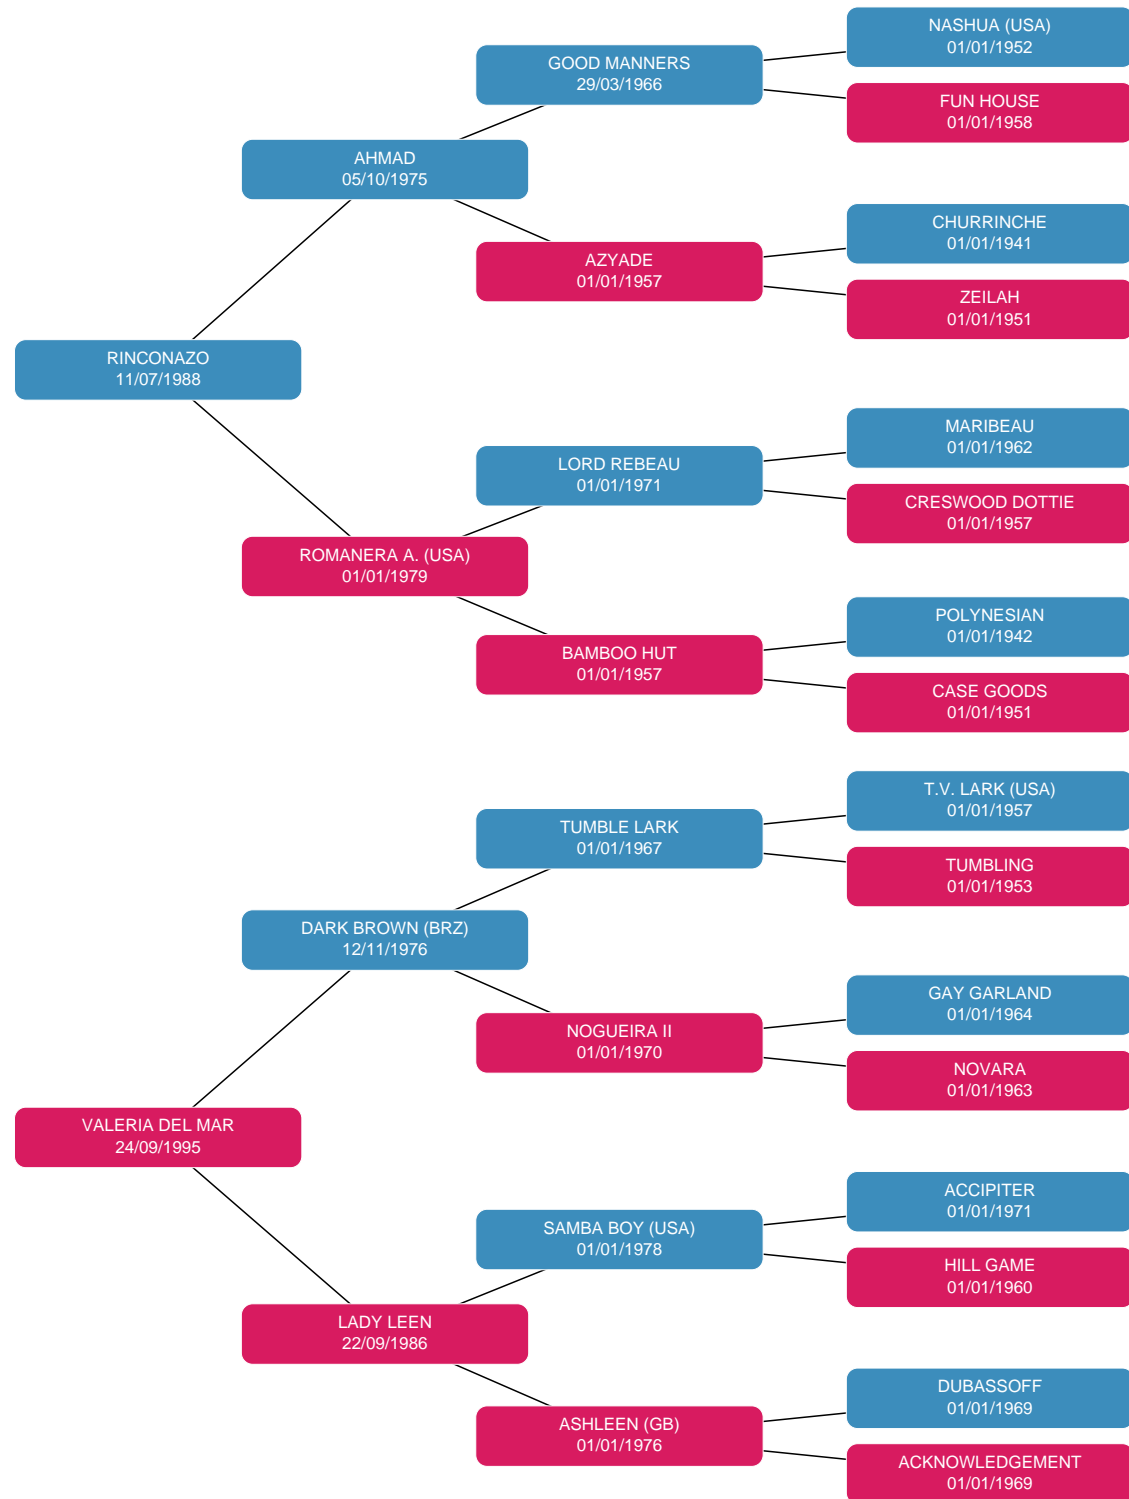 NASHUA (USA)
01/01/1952
GOOD MANNERS
29/03/1966
FUN HOUSE
01/01/1958
AHMAD
05/10/1975
CHURRINCHE
01/01/1941
AZYADE
01/01/1957
ZEILAH
01/01/1951
RINCONAZO
11/07/1988
MARIBEAU
01/01/1962
LORD REBEAU
01/01/1971
CRESWOOD DOTTIE
01/01/1957
ROMANERA A. (USA)
01/01/1979
POLYNESIAN
01/01/1942
BAMBOO HUT
01/01/1957
CASE GOODS
01/01/1951
T.V. LARK (USA)
01/01/1957
TUMBLE LARK
01/01/1967
TUMBLING
01/01/1953
DARK BROWN (BRZ)
12/11/1976
GAY GARLAND
01/01/1964
NOGUEIRA II
01/01/1970
NOVARA
01/01/1963
VALERIA DEL MAR
24/09/1995
ACCIPITER
01/01/1971
SAMBA BOY (USA)
01/01/1978
HILL GAME
01/01/1960
LADY LEEN
22/09/1986
DUBASSOFF
01/01/1969
ASHLEEN (GB)
01/01/1976
ACKNOWLEDGEMENT
01/01/1969